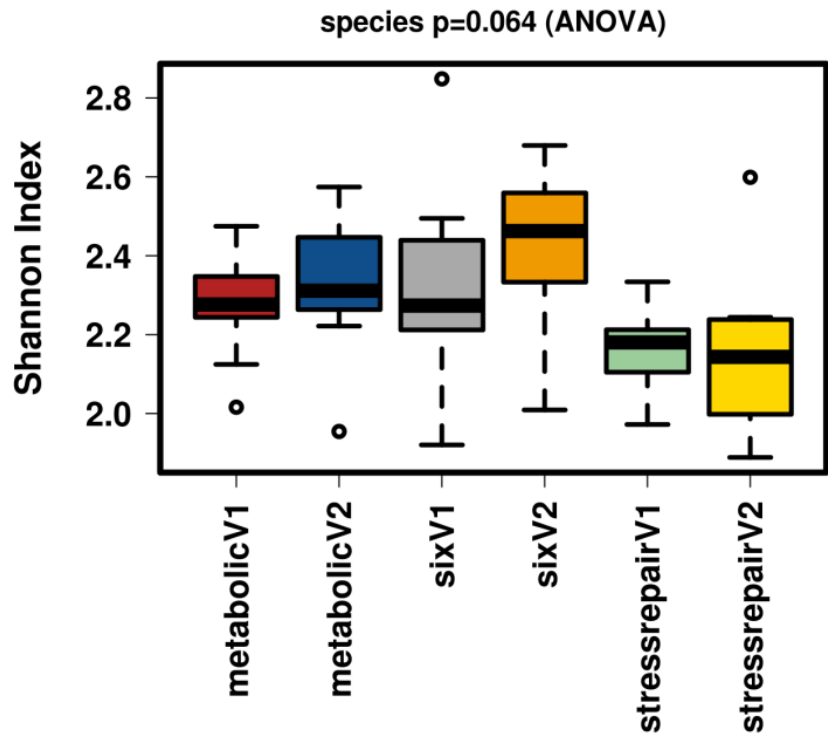 species p=0.064 (ANOVA)
Shannon Index
2.8
2.6
2.4
2.2
2.0
metabolicV1
metabolicV2
sixV1
sixV2
stressrepairV1
stressrepairV2